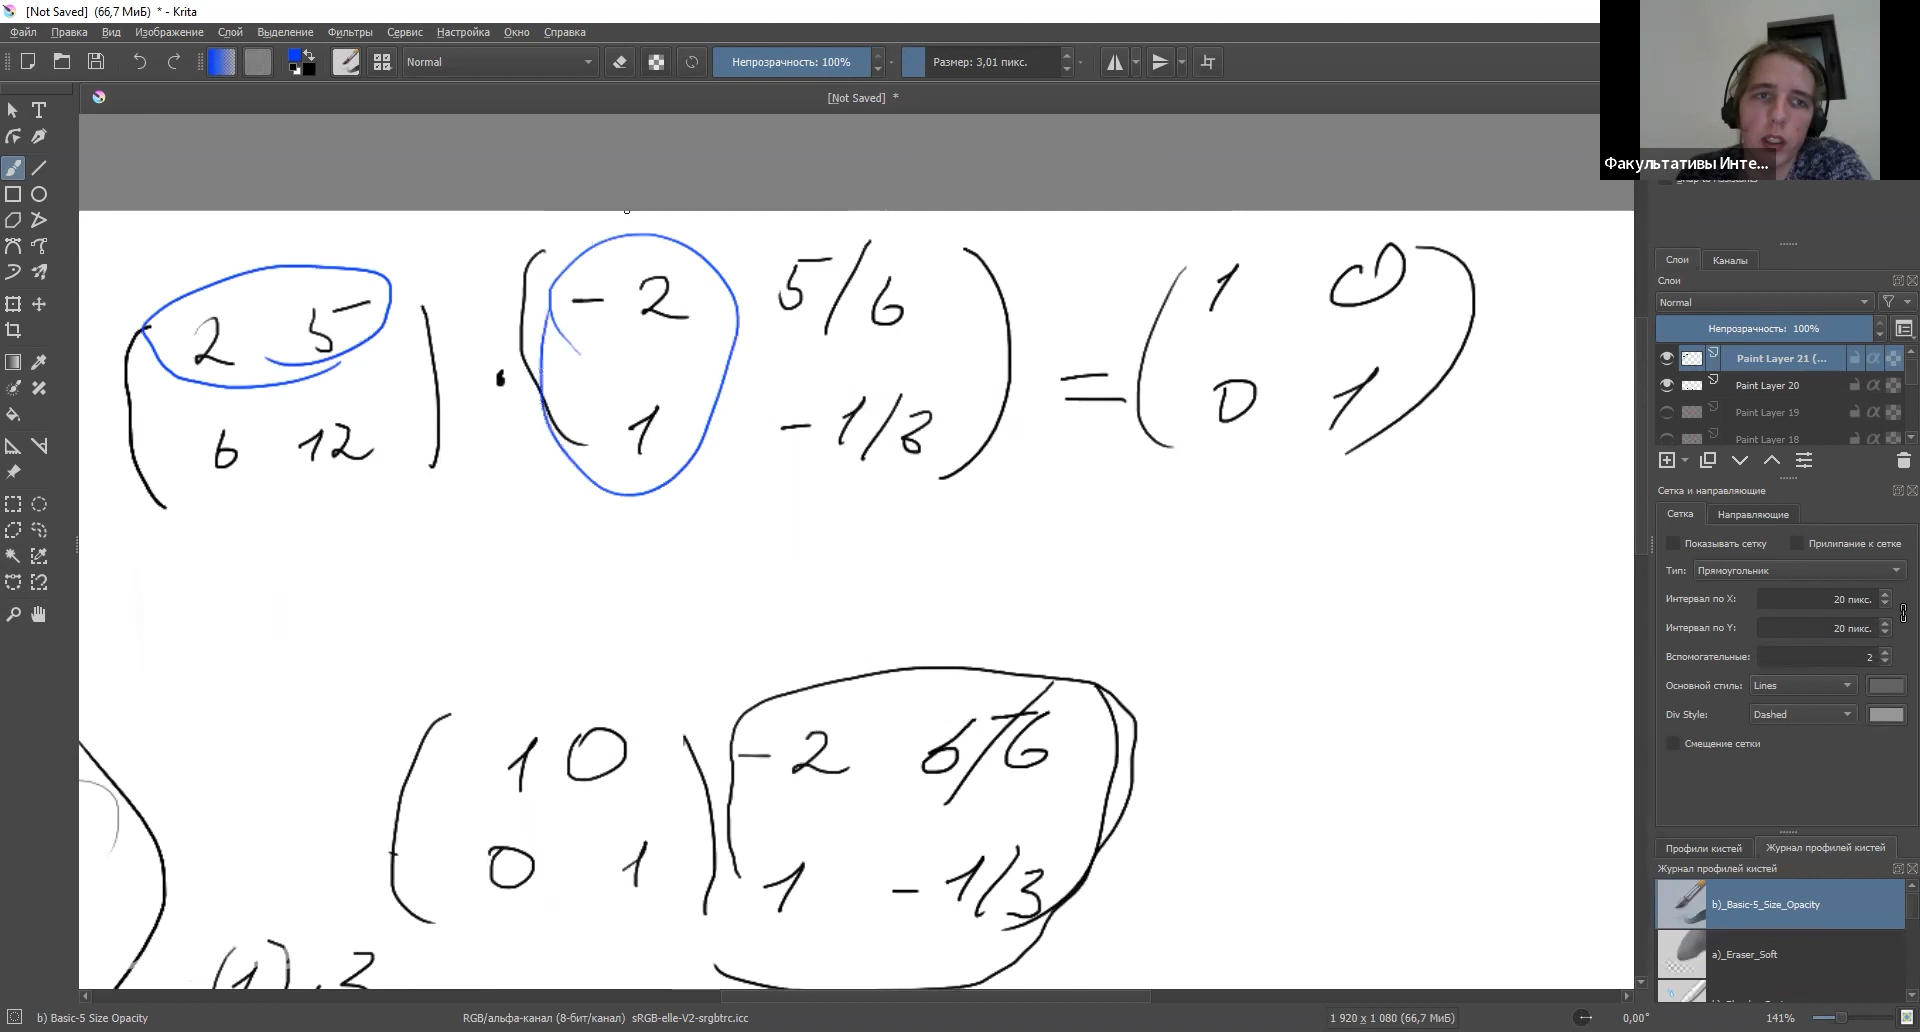 [Not Saved] (66,7 МиБ) * - Krita
Файл Правка Вид Изображение Слой Выделение Фильтры Сервис Настройка Окно Справка
Normal Непрозрачность: 100% Размер: 3,01 пикс.
[Not Saved] *
Факультативы Инте...
2 5
6 12
·
- 2 5/6
1 - 1/3
=
1 0
0 1
1 0
0 1
- 2 5/6
1 - 1/3
(1) . 3
Слои Каналы
Слои
Normal
Непрозрачность: 100%
Paint Layer 21 (...
Paint Layer 20
Paint Layer 19
Paint Layer 18
Сетка и направляющие
Сетка Направляющие
Показывать сетку Прилипание к сетке
Тип: Прямоугольник
Интервал по X: 20 пикс.
Интервал по Y: 20 пикс.
Вспомогательные: 2
Основной стиль: Lines
Div Style: Dashed
Смещение сетки
Профили кистей Журнал профилей кистей
Журнал профилей кистей
b)_Basic-5_Size_Opacity
a)_Eraser_Soft
b) Basic-5 Size Opacity RGB/альфа-канал (8-бит/канал) sRGB-elle-V2-srgbtrc.icc 1 920 x 1 080 (66,7 МиБ) 0,00° 141%